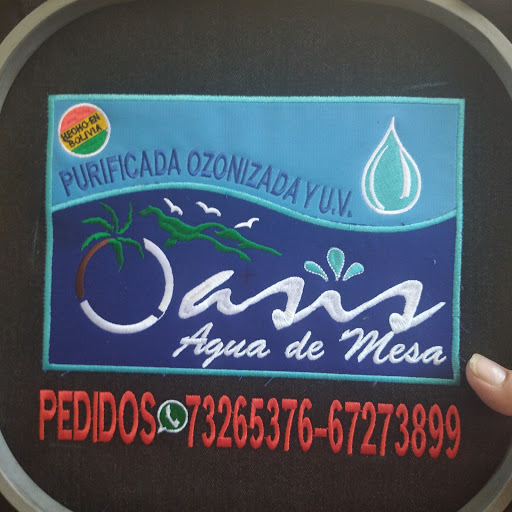 HECHO EN
BOLIVIA
PURIFICADA OZONIZADA Y U.V.
Oasis
Agua de Mesa
PEDIDOS 73265376-67273899